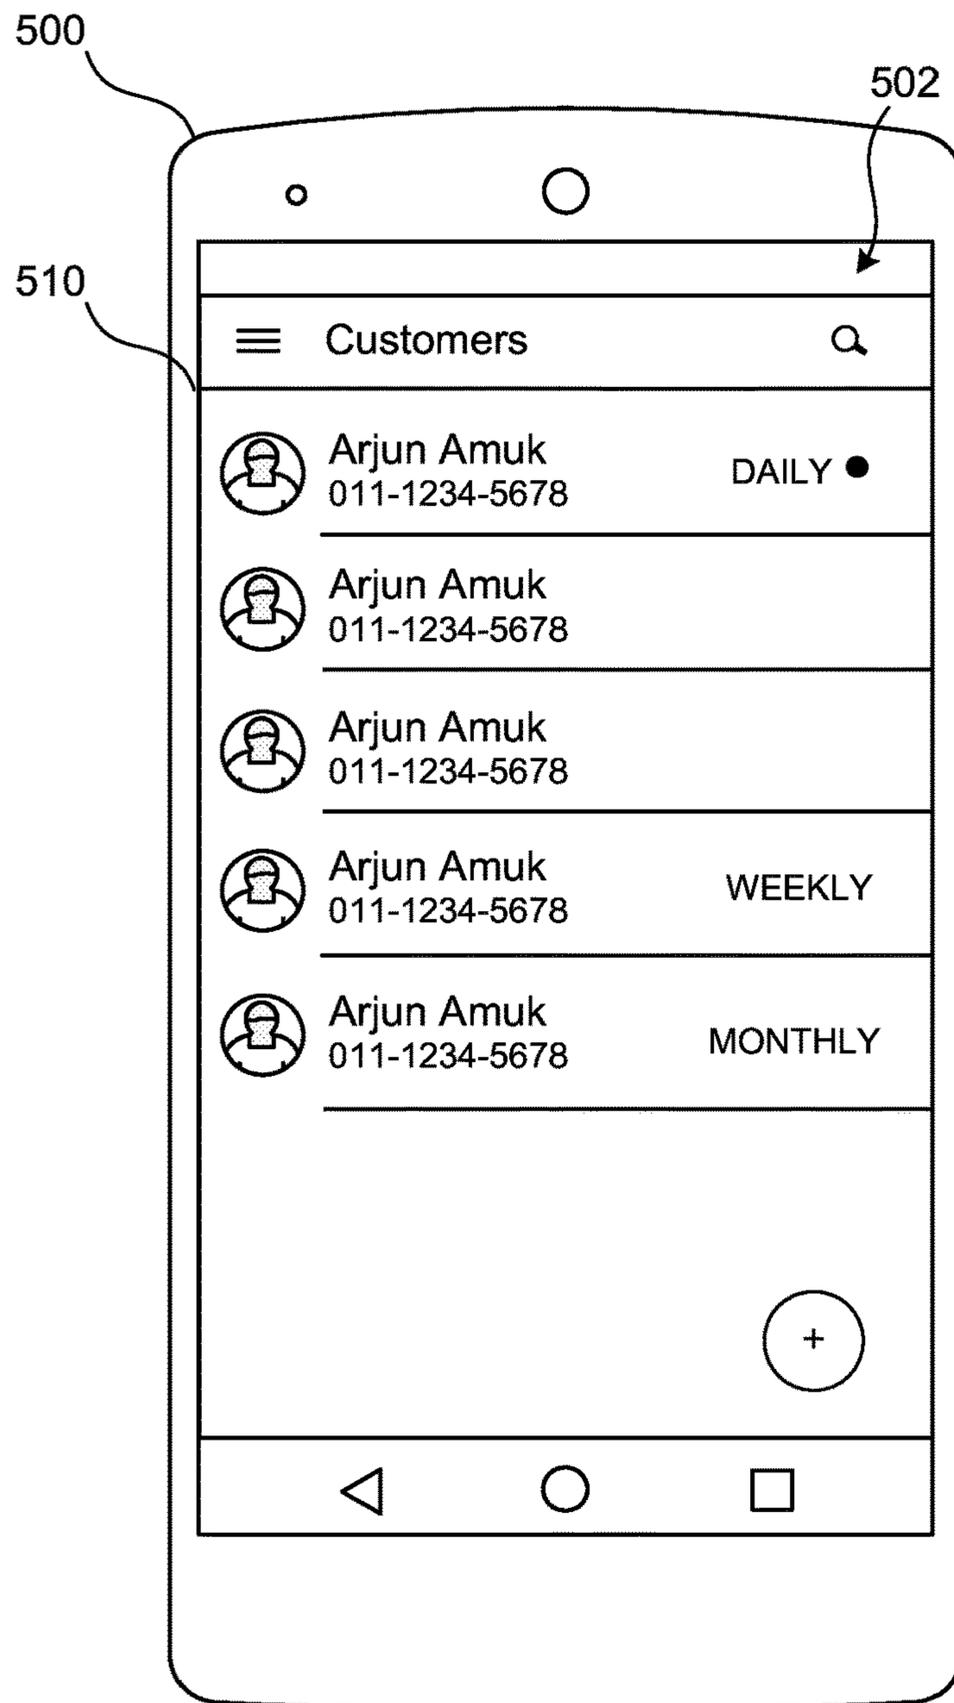 500
502
510
Customers
Arjun Amuk
011-1234-5678
DAILY
Arjun Amuk
011-1234-5678
Arjun Amuk
011-1234-5678
Arjun Amuk
011-1234-5678
WEEKLY
Arjun Amuk
011-1234-5678
MONTHLY
+